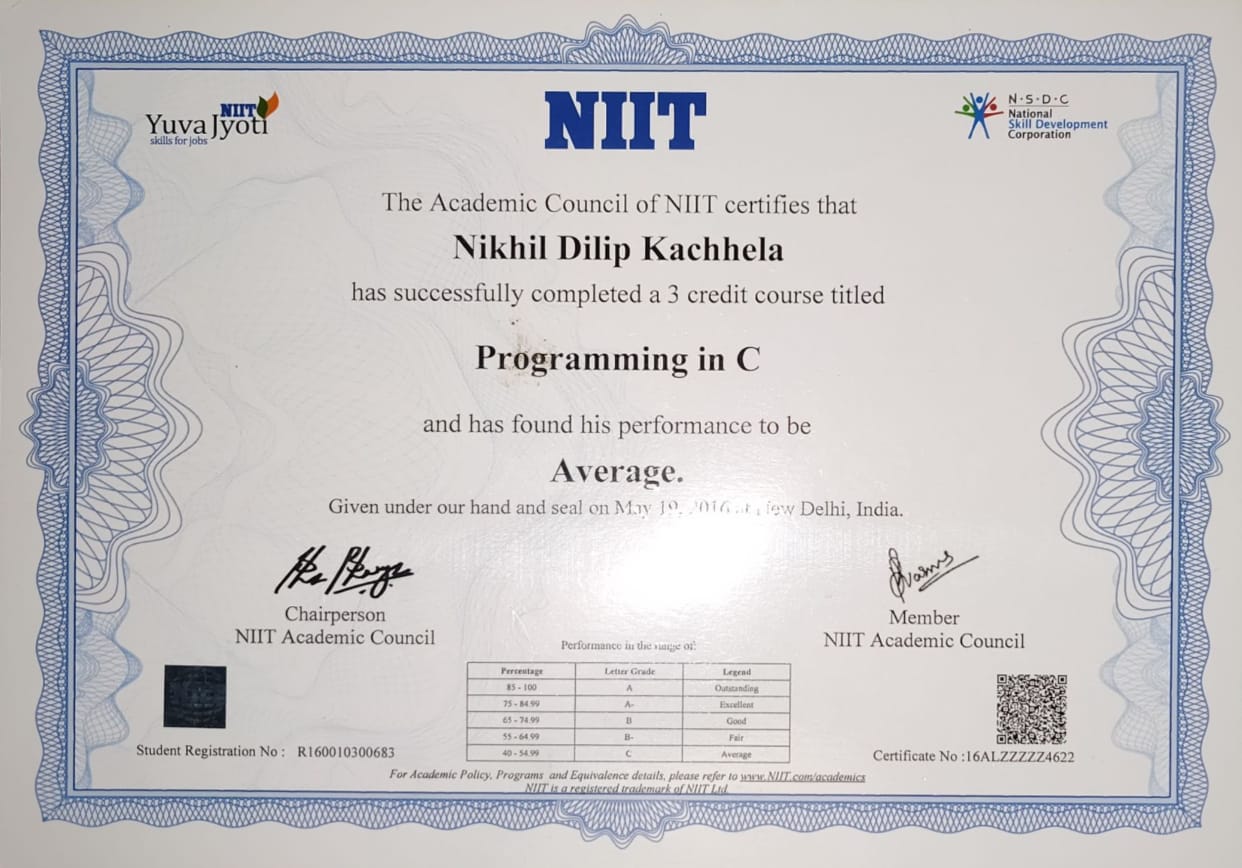 NIIT
Yuva Jyoti
skills for jobs
NIIT
N·S·D·C
National
Skill Development
Corporation
The Academic Council of NIIT certifies that
Nikhil Dilip Kachhela
has successfully completed a 3 credit course titled
Programming in C
and has found his performance to be
Average.
Given under our hand and seal on May 19, 2016 at New Delhi, India.
Chairperson
NIIT Academic Council
Member
NIIT Academic Council
Performance in the range of:
Percentage Letter Grade Legend
85 - 100 A Outstanding
75 - 84.99 A- Excellent
65 - 74.99 B Good
55 - 64.99 B- Fair
40 - 54.99 C Average
Student Registration No : R160010300683
Certificate No :16ALZZZZZ4622
For Academic Policy, Programs and Equivalence details, please refer to www.NIIT.com/academics
NIIT is a registered trademark of NIIT Ltd.